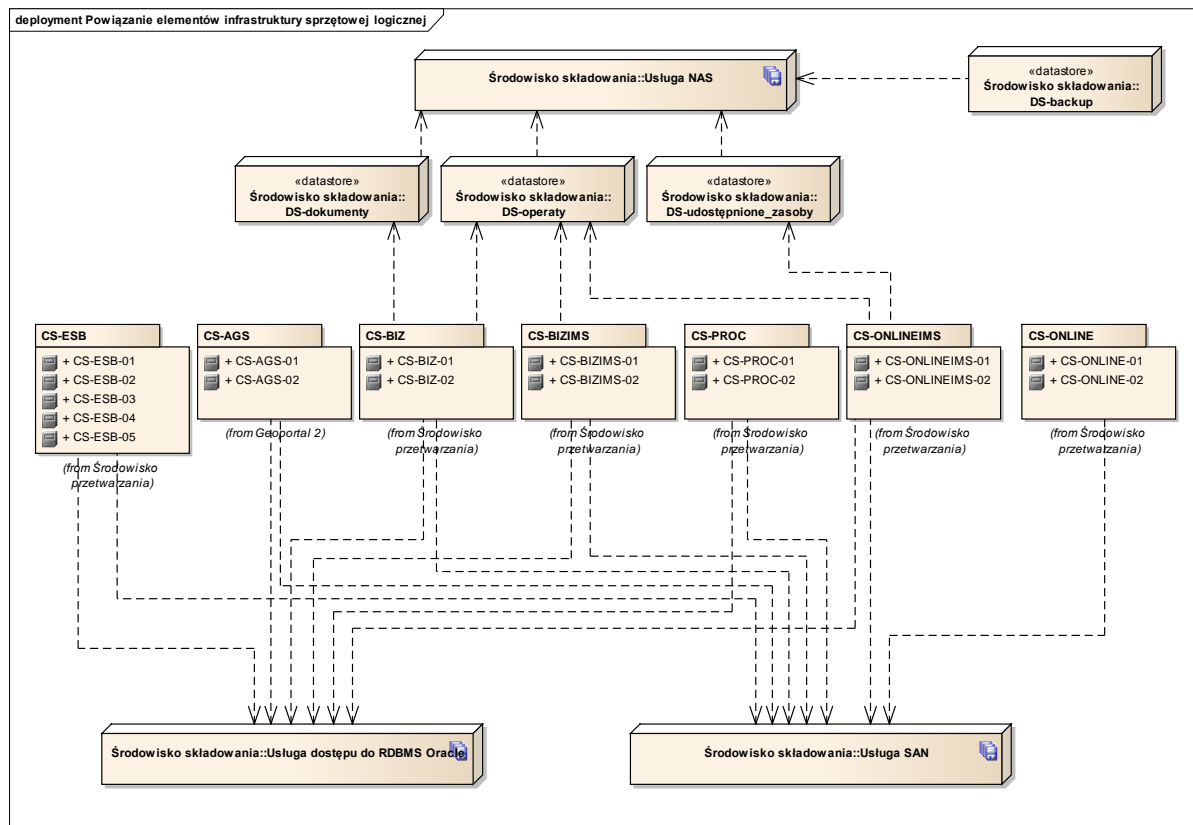 deployment Powiązanie elementów infrastruktury sprzętowej logicznej
Środowisko składowania::Usługa NAS
«datastore»
Środowisko składowania::
DS-backup
«datastore»
Środowisko składowania::
DS-dokumenty
«datastore»
Środowisko składowania::
DS-operaty
«datastore»
Środowisko składowania::
DS-udostępnione_zasoby
CS-ESB
+ CS-ESB-01
+ CS-ESB-02
+ CS-ESB-03
+ CS-ESB-04
+ CS-ESB-05
(from Środowisko
przetwarzania)
CS-AGS
+ CS-AGS-01
+ CS-AGS-02
(from Geoportal 2)
CS-BIZ
+ CS-BIZ-01
+ CS-BIZ-02
(from Środowisko
przetwarzania)
CS-BIZIMS
+ CS-BIZIMS-01
+ CS-BIZIMS-02
(from Środowisko
przetwarzania)
CS-PROC
+ CS-PROC-01
+ CS-PROC-02
(from Środowisko
przetwarzania)
CS-ONLINEIMS
+ CS-ONLINEIMS-01
+ CS-ONLINEIMS-02
(from Środowisko
przetwarzania)
CS-ONLINE
+ CS-ONLINE-01
+ CS-ONLINE-02
(from Środowisko
przetwarzania)
Środowisko składowania::Usługa dostępu do RDBMS Oracle
Środowisko składowania::Usługa SAN